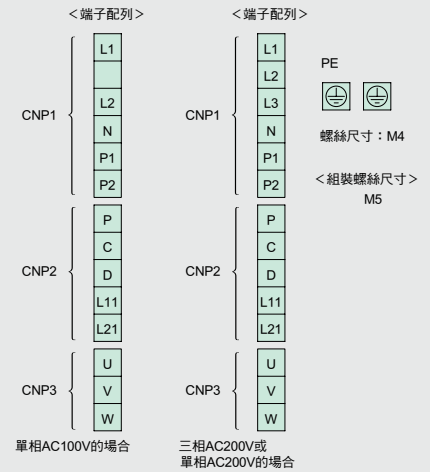 <端子配列>
CNP1
L1
L2
N
P1
P2
CNP2
P
C
D
L11
L21
CNP3
U
V
W
單相AC100V的場合
<端子配列>
CNP1
L1
L2
L3
N
P1
P2
CNP2
P
C
D
L11
L21
CNP3
U
V
W
三相AC200V或
單相AC200V的場合
PE
螺絲尺寸：M4
<組裝螺絲尺寸>
M5